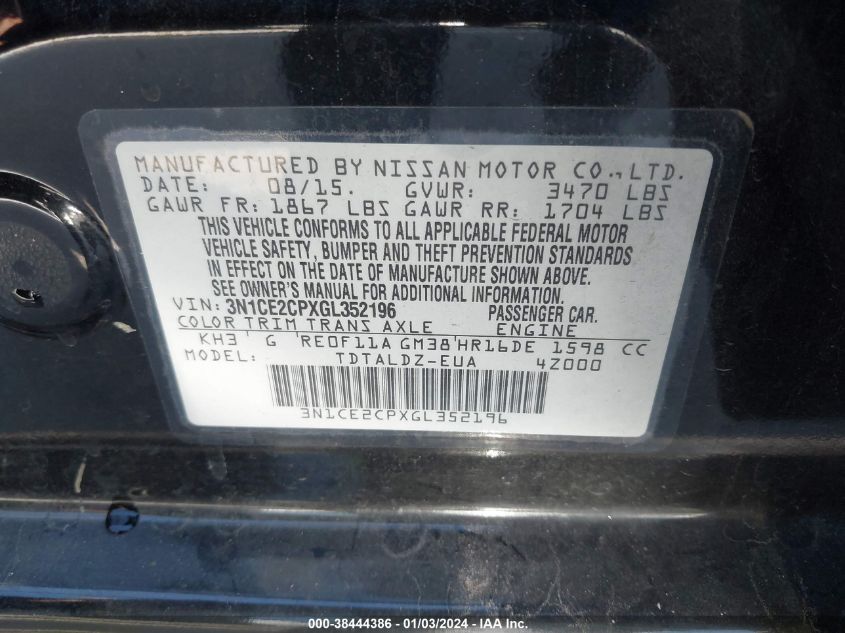 MANUFACTURED BY NISSAN MOTOR CO.,LTD.
DATE: 08/15. GVWR: 3470 LBS
GAWR FR: 1867 LBS GAWR RR: 1704 LBS
THIS VEHICLE CONFORMS TO ALL APPLICABLE FEDERAL MOTOR
VEHICLE SAFETY, BUMPER AND THEFT PREVENTION STANDARDS
IN EFFECT ON THE DATE OF MANUFACTURE SHOWN ABOVE.
SEE OWNER'S MANUAL FOR ADDITIONAL INFORMATION.
VIN: 3N1CE2CPXGL352196 PASSENGER CAR.
COLOR TRIM TRANS AXLE ENGINE
KH3 G RE0F11A GM38 HR16DE 1598 CC
MODEL: TDTALDZ-EUA 4Z000
3N1CE2CPXGL352196
000-38444386 - 01/03/2024 - IAA Inc.